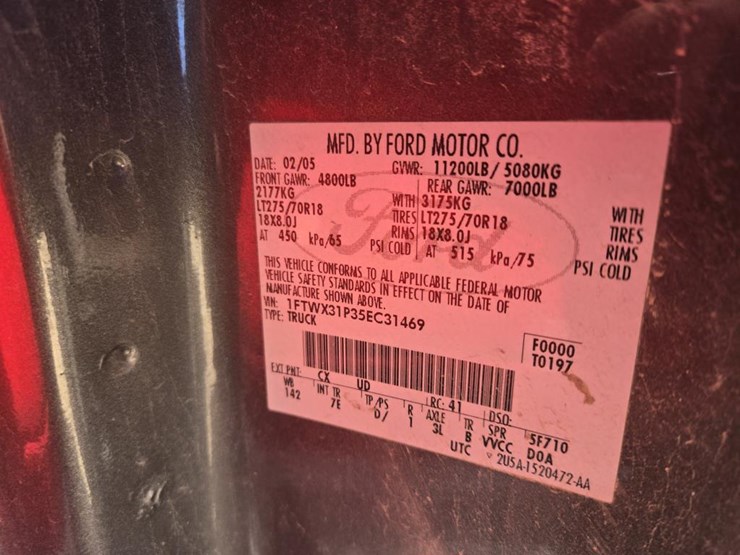 MFD. BY FORD MOTOR CO.
DATE: 02/05 GVWR: 11200LB/ 5080KG
FRONT GAWR: 4800LB REAR GAWR: 7000LB
2177KG WITH 3175KG WITH
LT275/70R18 TIRES LT275/70R18 TIRES
18X8.0J RIMS 18X8.0J RIMS
AT 450 kPa/65 PSI COLD AT 515 kPa/75 PSI COLD
THIS VEHICLE CONFORMS TO ALL APPLICABLE FEDERAL MOTOR
VEHICLE SAFETY STANDARDS IN EFFECT ON THE DATE OF
MANUFACTURE SHOWN ABOVE.
VIN: 1FTWX31P35EC31469
TYPE: TRUCK
F0000
T0197
EXT PNT: CX UD RC: 41 DSO:
WB INT TR TP/PS R AXLE TR SPR 5F710
142 7E D/ 1 3L B VVCC DOA
UTC 2U5A-1520472-AA
Ford